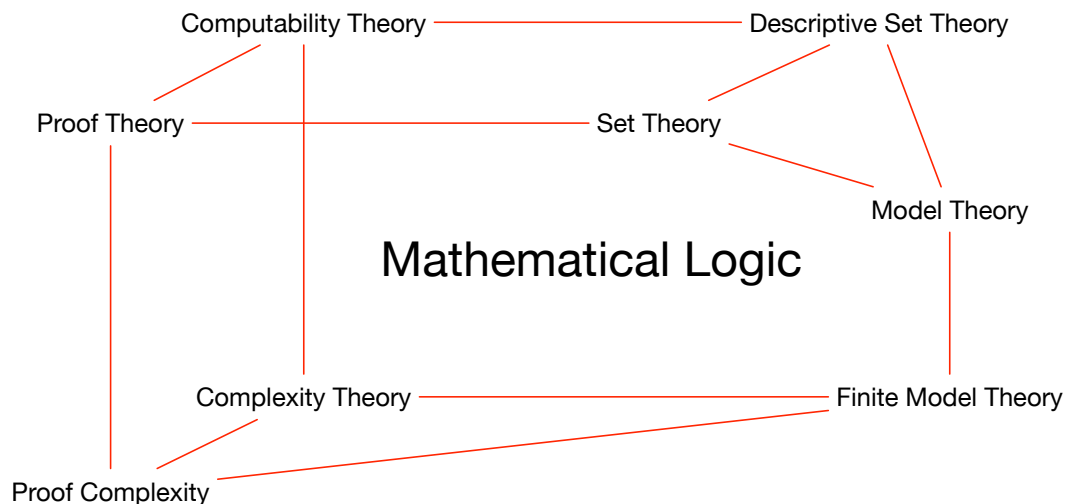 Computability Theory
Descriptive Set Theory
Proof Theory
Set Theory
Model Theory
Mathematical Logic
Complexity Theory
Finite Model Theory
Proof Complexity